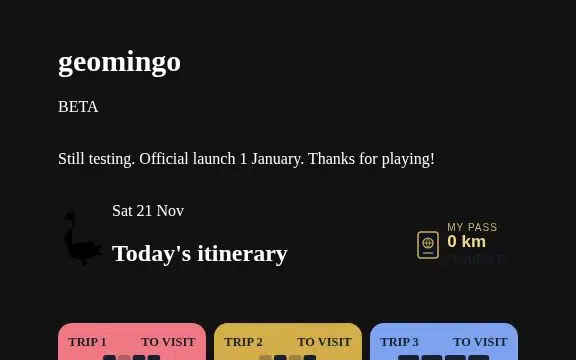 geomingo
BETA
Still testing. Official launch 1 January. Thanks for playing!
Sat 21 Nov
Today's itinerary
MY PASS
0 km
TOURIST
TRIP 1 TO VISIT
TRIP 2 TO VISIT
TRIP 3 TO VISIT